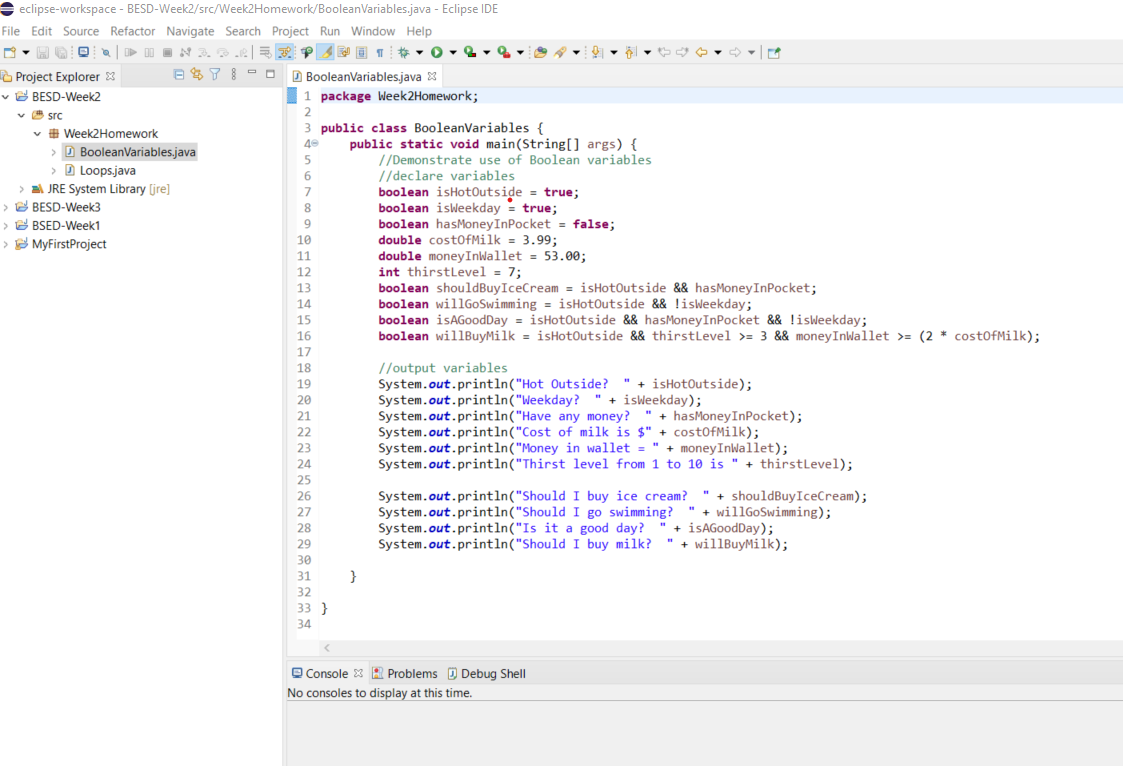 eclipse-workspace - BESD-Week2/src/Week2Homework/BooleanVariables.java - Eclipse IDE
File Edit Source Refactor Navigate Search Project Run Window Help
Project Explorer
BESD-Week2
src
Week2Homework
BooleanVariables.java
Loops.java
JRE System Library [jre]
BESD-Week3
BSED-Week1
MyFirstProject
BooleanVariables.java
1 package Week2Homework;
2
3 public class BooleanVariables {
4 public static void main(String[] args) {
5 //Demonstrate use of Boolean variables
6 //declare variables
7 boolean isHotOutside = true;
8 boolean isWeekday = true;
9 boolean hasMoneyInPocket = false;
10 double costOfMilk = 3.99;
11 double moneyInWallet = 53.00;
12 int thirstLevel = 7;
13 boolean shouldBuyIceCream = isHotOutside && hasMoneyInPocket;
14 boolean willGoSwimming = isHotOutside && !isWeekday;
15 boolean isAGoodDay = isHotOutside && hasMoneyInPocket && !isWeekday;
16 boolean willBuyMilk = isHotOutside && thirstLevel >= 3 && moneyInWallet >= (2 * costOfMilk);
17
18 //output variables
19 System.out.println("Hot Outside?  " + isHotOutside);
20 System.out.println("Weekday?  " + isWeekday);
21 System.out.println("Have any money?  " + hasMoneyInPocket);
22 System.out.println("Cost of milk is $" + costOfMilk);
23 System.out.println("Money in wallet = " + moneyInWallet);
24 System.out.println("Thirst level from 1 to 10 is " + thirstLevel);
25
26 System.out.println("Should I buy ice cream?  " + shouldBuyIceCream);
27 System.out.println("Should I go swimming?  " + willGoSwimming);
28 System.out.println("Is it a good day?  " + isAGoodDay);
29 System.out.println("Should I buy milk?  " + willBuyMilk);
30
31 }
32
33 }
34
Console Problems Debug Shell
No consoles to display at this time.